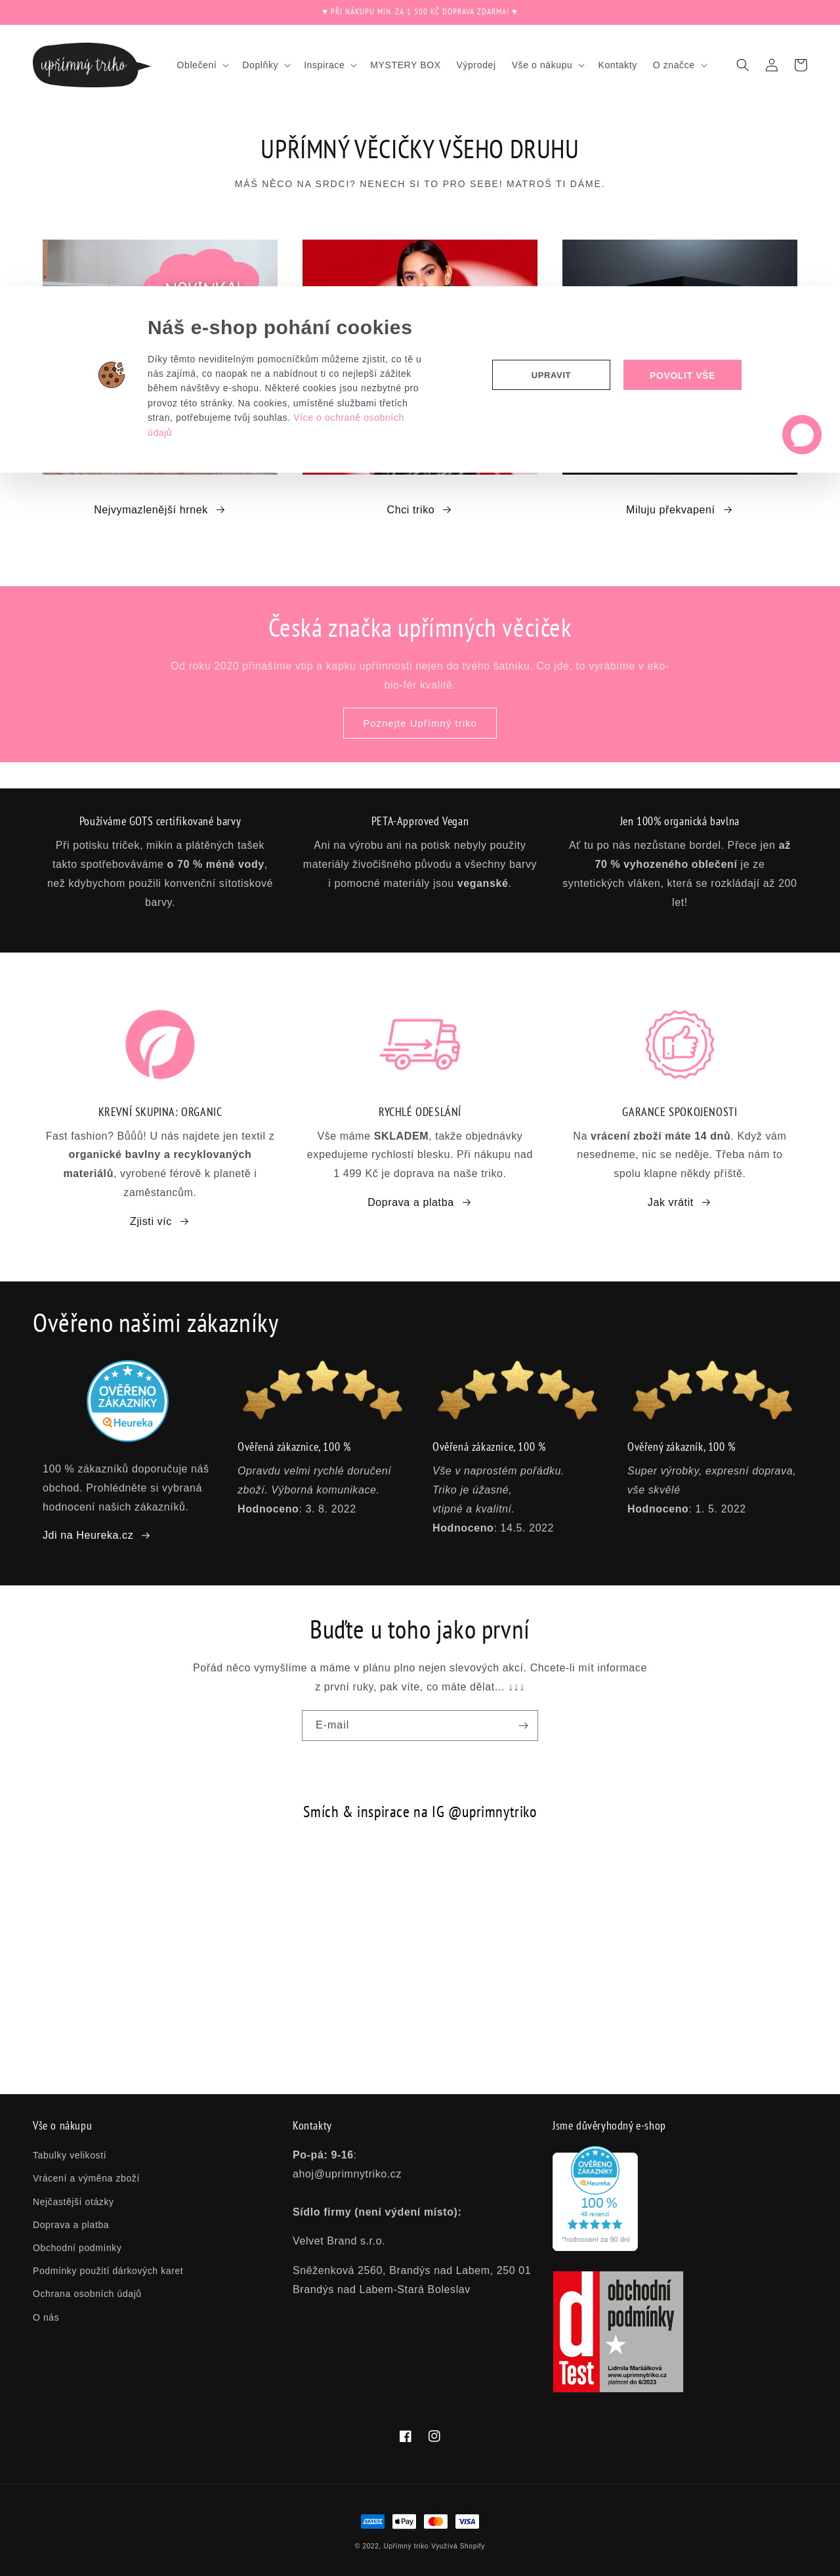 ♥ PŘI NÁKUPU MIN. ZA 1 500 KČ DOPRAVA ZDARMA! ♥
upřímný triko
Oblečení
Doplňky
Inspirace
MYSTERY BOX
Výprodej
Vše o nákupu
Kontakty
O značce
UPŘÍMNÝ VĚCIČKY VŠEHO DRUHU
MÁŠ NĚCO NA SRDCI? NENECH SI TO PRO SEBE! MATROŠ TI DÁME.
NOVINKA!
Náš e-shop pohání cookies
Díky těmto neviditelným pomocníčkům můžeme zjistit, co tě u
nás zajímá, co naopak ne a nabídnout ti co nejlepší zážitek
během návštěvy e-shopu. Některé cookies jsou nezbytné pro
provoz této stránky. Na cookies, umístěné službami třetích
stran, potřebujeme tvůj souhlas. Více o ochraně osobních
údajů
UPRAVIT
POVOLIT VŠE
Nejvymazlenější hrnek →
Chci triko →
Miluju překvapení →
Česká značka upřímných věciček
Od roku 2020 přinášíme vtip a kapku upřímnosti nejen do tvého šatníku. Co jde, to vyrábíme v eko-
bio-fér kvalitě.
Poznejte Upřímný triko
Používáme GOTS certifikované barvy
Při potisku triček, mikin a plátěných tašek
takto spotřebováváme o 70 % méně vody,
než kdybychom použili konvenční sítotiskové
barvy.
PETA-Approved Vegan
Ani na výrobu ani na potisk nebyly použity
materiály živočišného původu a všechny barvy
i pomocné materiály jsou veganské.
Jen 100% organická bavlna
Ať tu po nás nezůstane bordel. Přece jen až
70 % vyhozeného oblečení je ze
syntetických vláken, která se rozkládají až 200
let!
KREVNÍ SKUPINA: ORGANIC
Fast fashion? Bůůů! U nás najdete jen textil z
organické bavlny a recyklovaných
materiálů, vyrobené férově k planetě i
zaměstancům.
Zjisti víc →
RYCHLÉ ODESLÁNÍ
Vše máme SKLADEM, takže objednávky
expedujeme rychlostí blesku. Při nákupu nad
1 499 Kč je doprava na naše triko.
Doprava a platba →
GARANCE SPOKOJENOSTI
Na vrácení zboží máte 14 dnů. Když vám
nesedneme, nic se neděje. Třeba nám to
spolu klapne někdy příště.
Jak vrátit →
Ověřeno našimi zákazníky
OVĚŘENO
ZÁKAZNÍKY
Heureka
100 % zákazníků doporučuje náš
obchod. Prohlédněte si vybraná
hodnocení našich zákazníků.
Jdi na Heureka.cz →
Ověřená zákaznice, 100 %
Opravdu velmi rychlé doručení
zboží. Výborná komunikace.
Hodnoceno: 3. 8. 2022
Ověřená zákaznice, 100 %
Vše v naprostém pořádku.
Triko je úžasné,
vtipné a kvalitní.
Hodnoceno: 14.5. 2022
Ověřený zákazník, 100 %
Super výrobky, expresní doprava,
vše skvělé
Hodnoceno: 1. 5. 2022
Buďte u toho jako první
Pořád něco vymyšlíme a máme v plánu plno nejen slevových akcí. Chcete-li mít informace
z první ruky, pak víte, co máte dělat... ↓↓↓
E-mail
Smích & inspirace na IG @uprimnytriko
Vše o nákupu
Tabulky velikostí
Vrácení a výměna zboží
Nejčastější otázky
Doprava a platba
Obchodní podmínky
Podmínky použití dárkových karet
Ochrana osobních údajů
O nás
Kontakty
Po-pá: 9-16:
ahoj@uprimnytriko.cz
Sídlo firmy (není výdení místo):
Velvet Brand s.r.o.
Sněženková 2560, Brandýs nad Labem, 250 01
Brandýs nad Labem-Stará Boleslav
Jsme důvěryhodný e-shop
OVĚŘENO
ZÁKAZNÍKY
Heureka
100 %
48 recenzí
*hodnocení za 90 dní
obchodní
podmínky
dTest
Lidmila Maršálková
www.uprimnytriko.cz
platnost do 6/2023
AMEX
Pay
VISA
© 2022, Upřímný triko Využívá Shopify